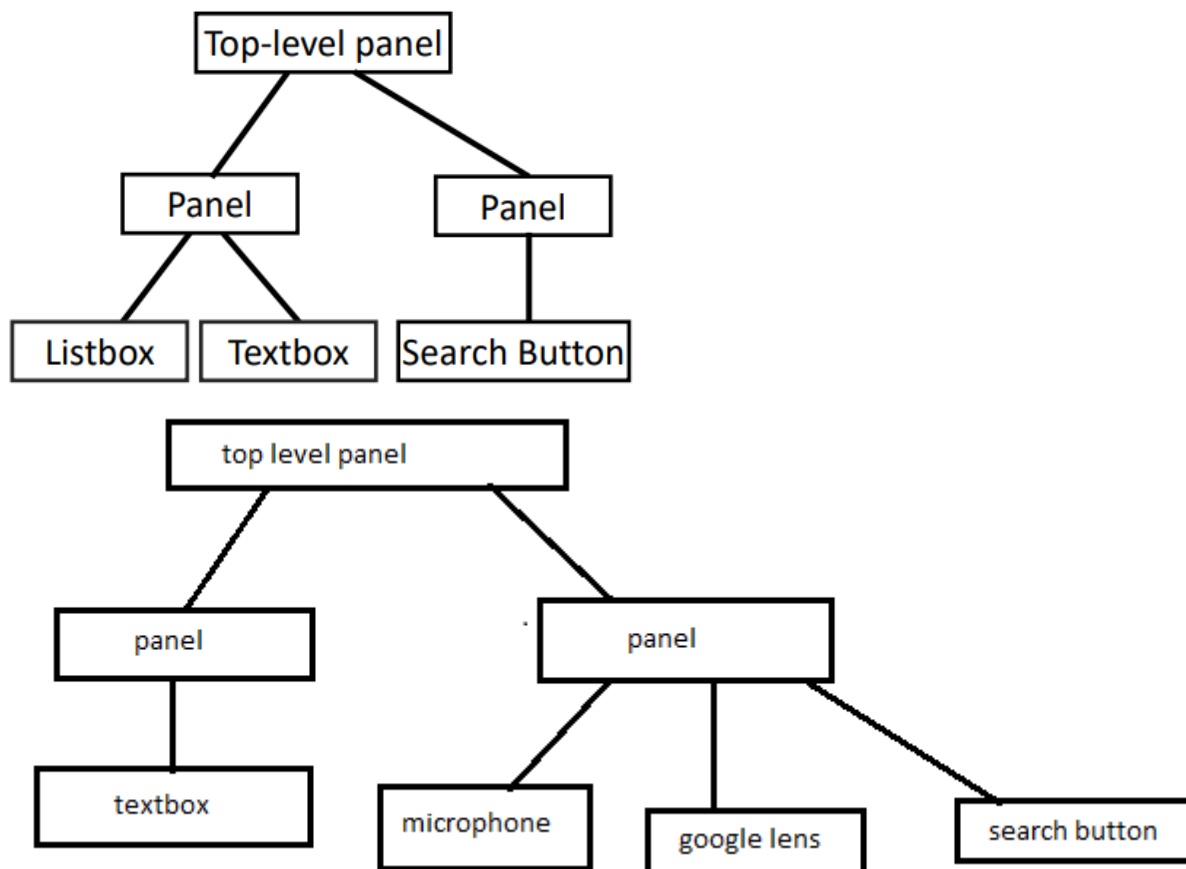 Top-level panel
Panel
Panel
Listbox
Textbox
Search Button
top level panel
panel
panel
textbox
microphone
google lens
search button